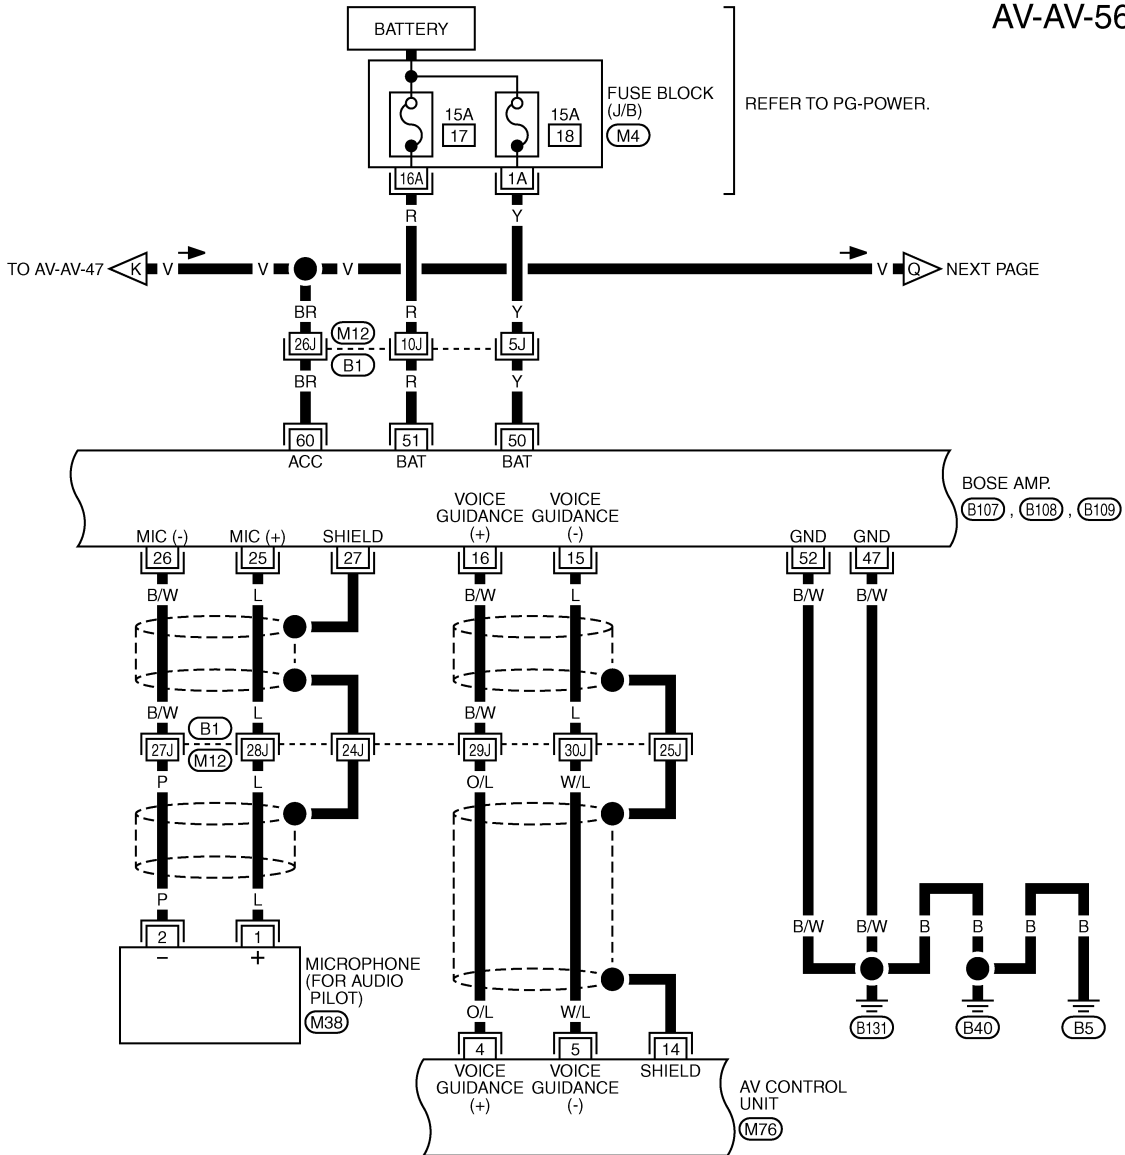 AV-AV-56
BATTERY
FUSE BLOCK
(J/B)
M4
15A
17
15A
18
REFER TO PG-POWER.
16A
1A
R
Y
TO AV-AV-47
K
V
V
V
V
Q
NEXT PAGE
BR
R
Y
26J
M12
10J
5J
B1
BR
R
Y
60
51
50
ACC
BAT
BAT
BOSE AMP.
B107 , B108 , B109
MIC (-)
MIC (+)
SHIELD
VOICE
GUIDANCE
(+)
VOICE
GUIDANCE
(-)
GND
GND
26
25
27
16
15
52
47
B/W
L
B/W
L
B/W
B/W
B/W
L
B/W
L
B1
27J
28J
24J
29J
30J
25J
M12
P
L
O/L
W/L
P
L
2
1
–
+
MICROPHONE
(FOR AUDIO
PILOT)
M38
O/L
W/L
4
5
14
VOICE
GUIDANCE
(+)
VOICE
GUIDANCE
(-)
SHIELD
AV CONTROL
UNIT
M76
B/W
B/W
B
B
B
B
B131
B40
B5